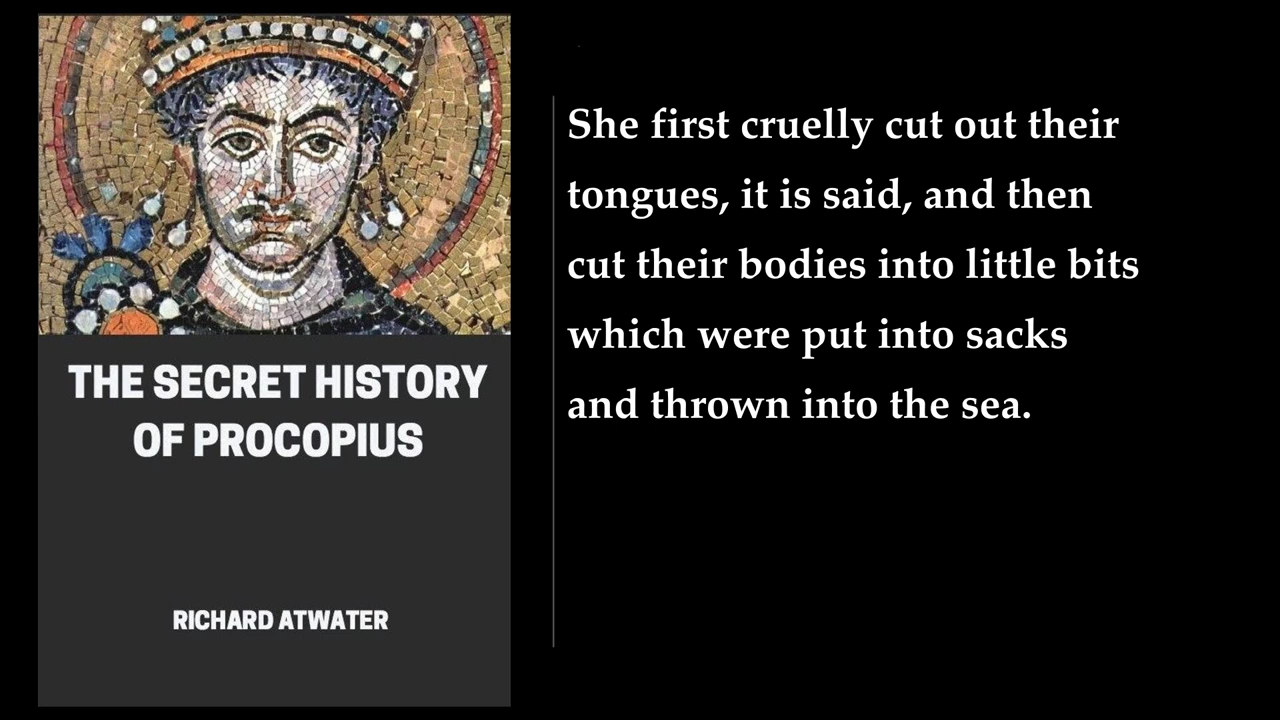 THE SECRET HISTORY
OF PROCOPIUS
RICHARD ATWATER
She first cruelly cut out their
tongues, it is said, and then
cut their bodies into little bits
which were put into sacks
and thrown into the sea.